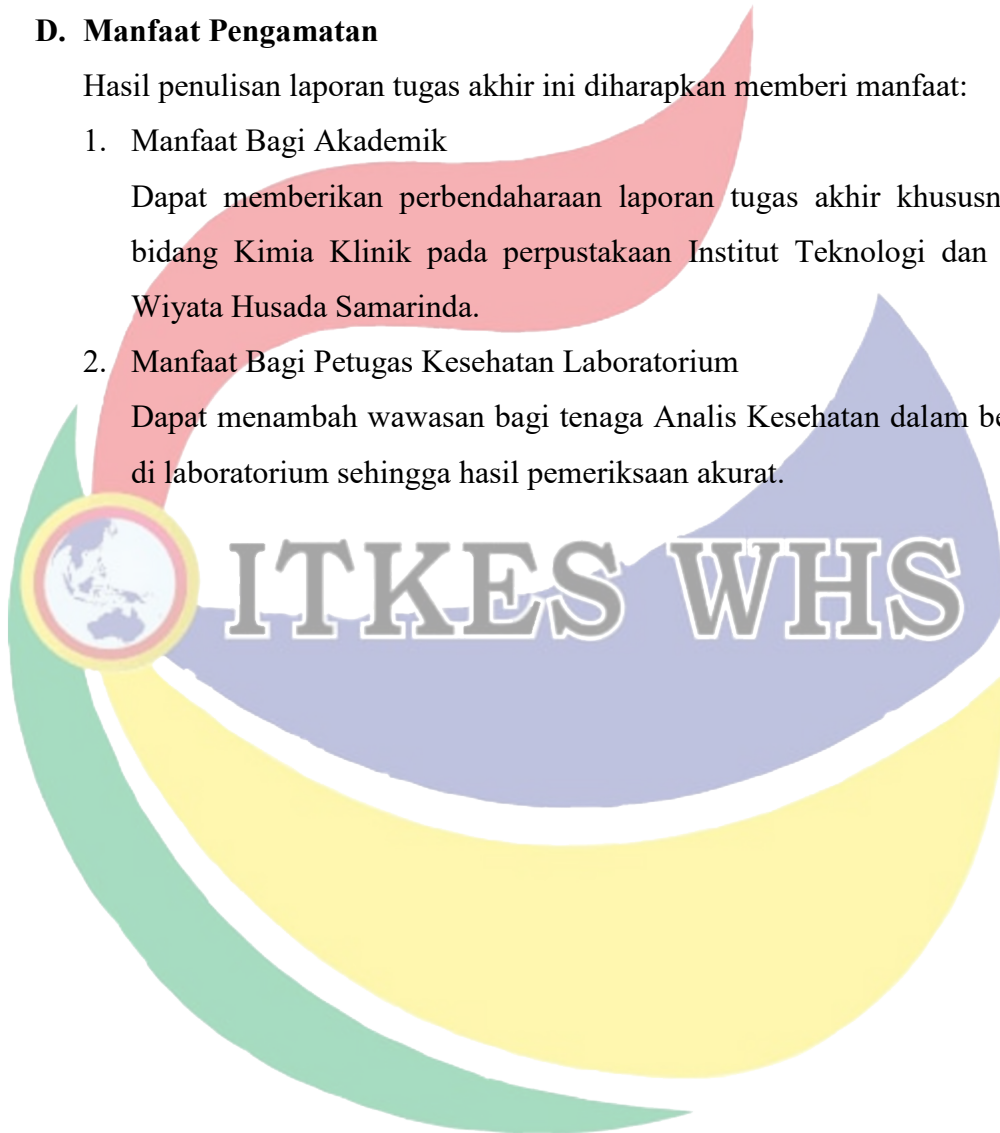 D. Manfaat Pengamatan
Hasil penulisan laporan tugas akhir ini diharapkan memberi manfaat:
1. Manfaat Bagi Akademik
Dapat memberikan perbendaharaan laporan tugas akhir
bidang Kimia Klinik pada perpustakaan Institut Teknologi dan
Wiyata Husada Samarinda.
2. Manfaat Bagi Petugas Kesehatan Laboratorium
Dapat menambah wawasan bagi tenaga Analis Kesehatan dalam
di laboratorium sehingga hasil pemeriksaan akurat.
ITKES WHS